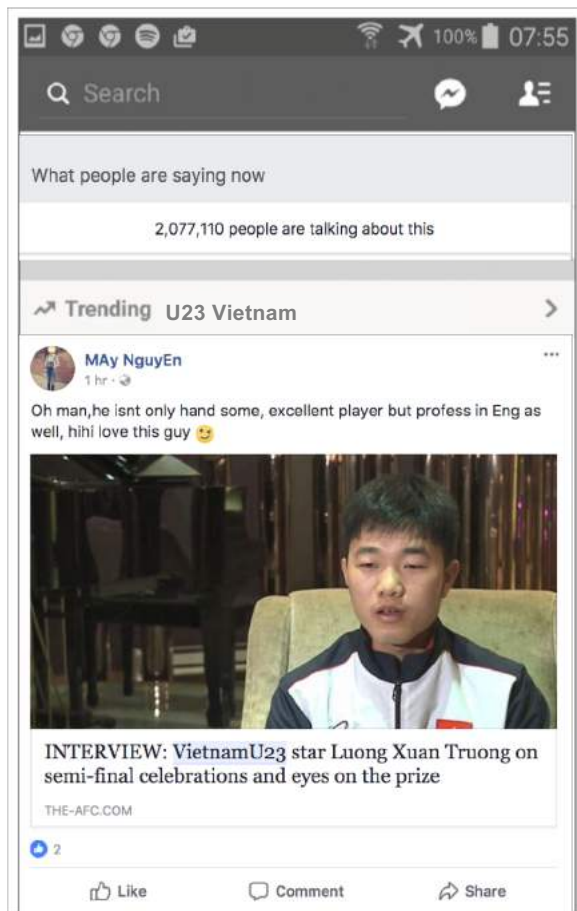 100% 07:55
Search
What people are saying now
2,077,110 people are talking about this
Trending U23 Vietnam
MAy NguyEn
1 hr ·
Oh man,he isnt only hand some, excellent player but profess in Eng as
well, hihi love this guy 😉
INTERVIEW: VietnamU23 star Luong Xuan Truong on
semi-final celebrations and eyes on the prize
THE-AFC.COM
2
Like Comment Share